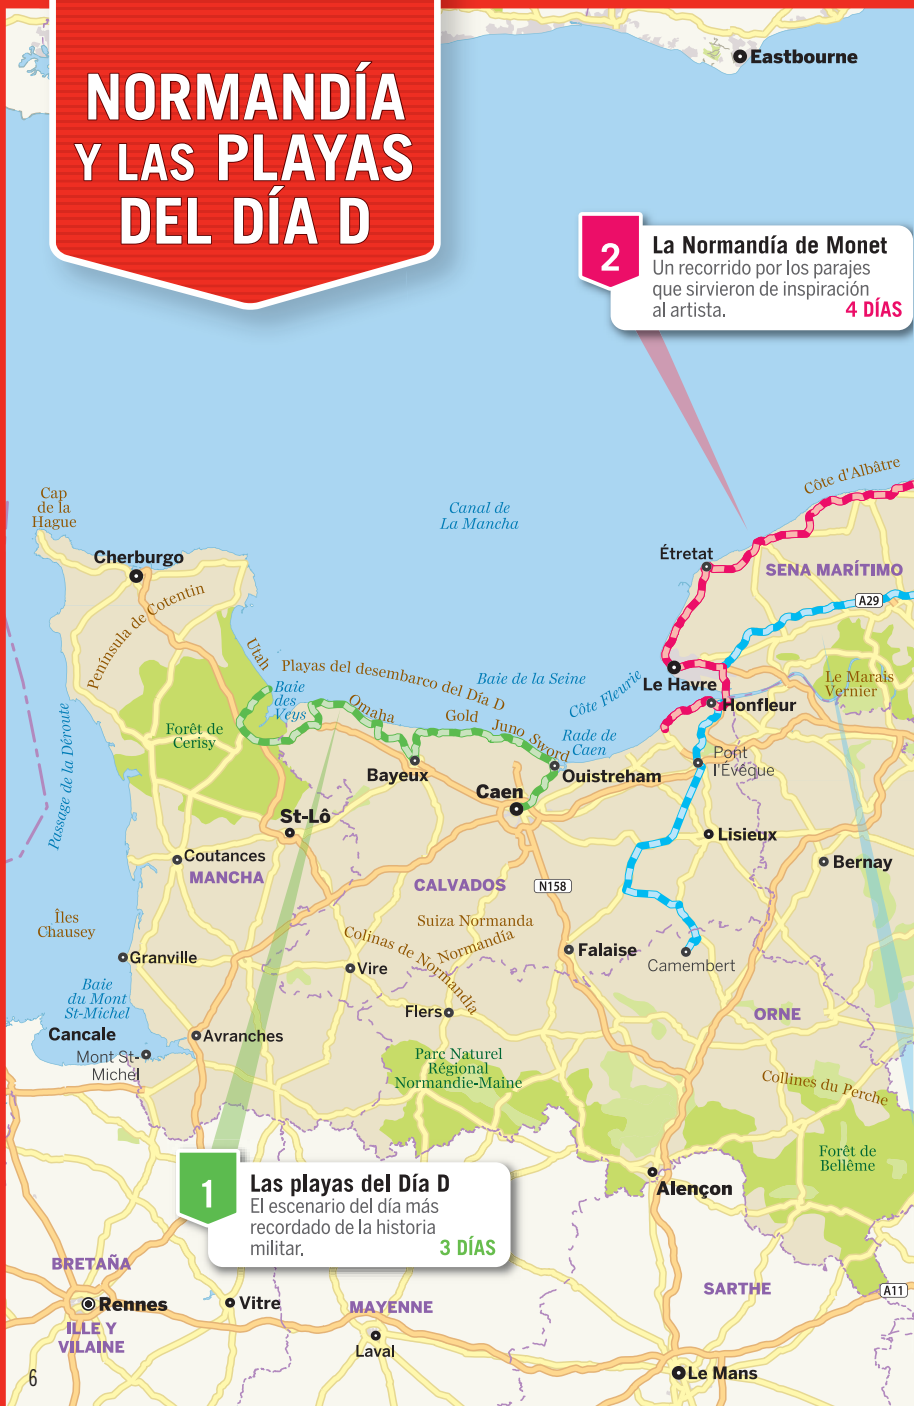 NORMANDÍA
Y LAS PLAYAS
DEL DÍA D
Eastbourne
2
La Normandía de Monet
Un recorrido por los parajes
que sirvieron de inspiración
al artista.
4 DÍAS
Côte d'Albâtre
Cap
de la
Hague
Canal de
La Mancha
Cherburgo
Étretat
SENA MARÍTIMO
A29
Península de Cotentin
Utah
Playas del desembarco del Día D
Baie de la Seine
Côte Fleurie
Le Havre
Le Marais
Vernier
Baie
des
Veys
Omaha
Gold
Juno
Sword
Honfleur
Passage de la Déroute
Forêt de
Cerisy
Rade de
Caen
Pont
l'Évêque
Bayeux
Ouistreham
Caen
St-Lô
Lisieux
Coutances
Bernay
MANCHA
CALVADOS
N158
Îles
Chausey
Suiza Normanda
Colinas de Normandía
Normandía
Falaise
Granville
Vire
Camembert
Baie
du Mont
St-Michel
Flers
ORNE
Cancale
Avranches
Mont St-
Michel
Parc Naturel
Régional
Normandie-Maine
Collines du Perche
Forêt de
Bellême
1
Las playas del Día D
El escenario del día más
recordado de la historia
militar.
3 DÍAS
Alençon
BRETAÑA
SARTHE
A11
Rennes
Vitre
MAYENNE
ILLE Y
VILAINE
Laval
Le Mans
6